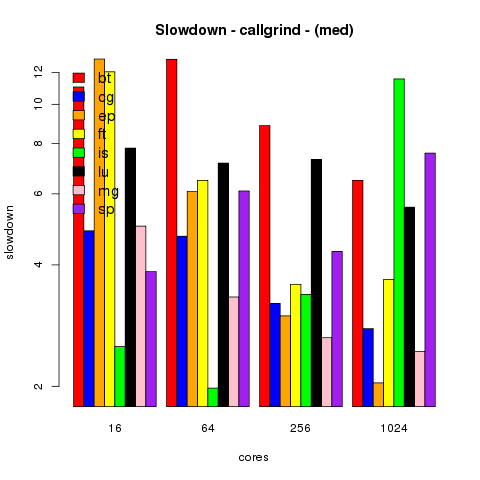 Slowdown - callgrind - (med)
slowdown
12
10
8
6
4
2
bt
cg
ep
ft
is
lu
mg
sp
16 64 256 1024
cores